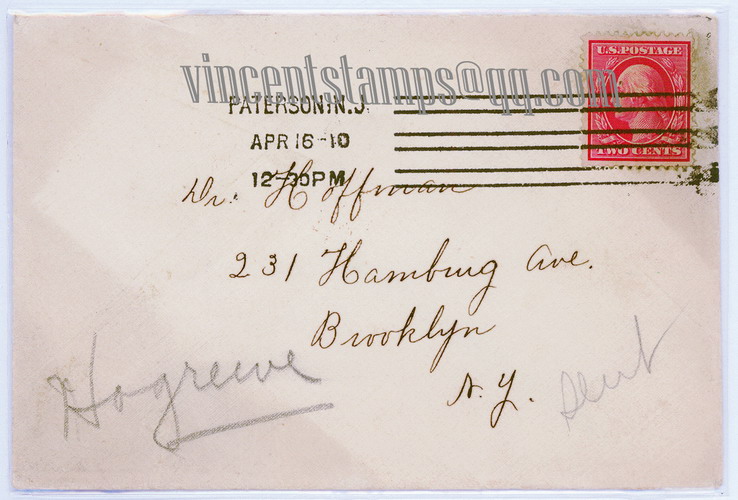 U.S. POSTAGE
vincentstamps@qq.com
PATERSON, N.J.
APR 16 -10
12-30PM
TWO CENTS
Dr. Hoffman
231 Hamburg Ave.
Brooklyn
N.Y.
Hogreeve
Sent